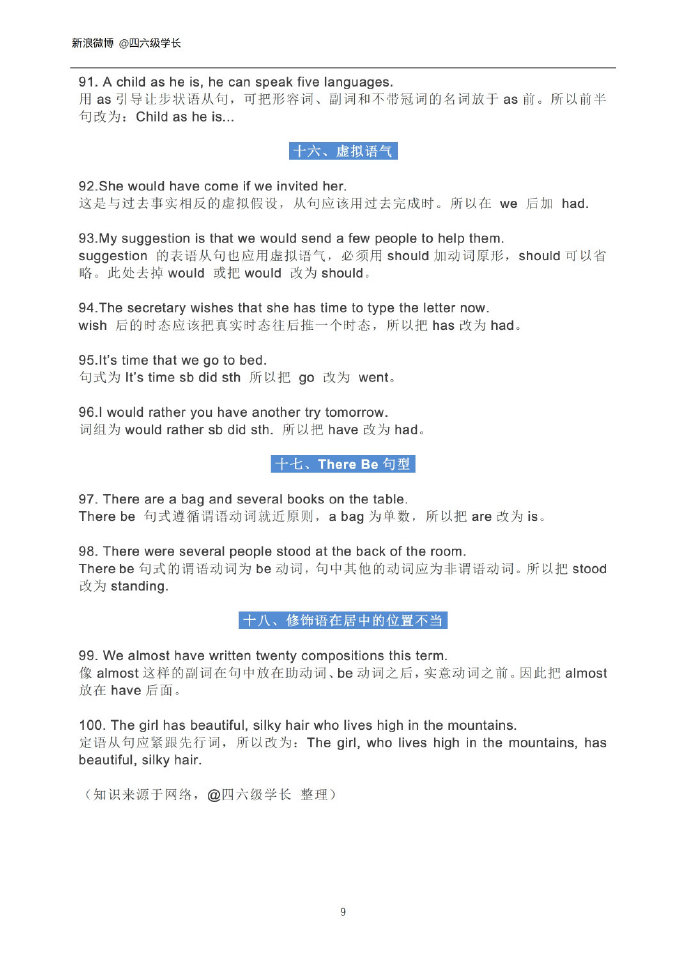 新浪微博 @四六级学长
91. A child as he is, he can speak five languages.
用 as 引导让步状语从句，可把形容词、副词和不带冠词的名词放于 as 前。所以前半
句改为：Child as he is...
十六、虚拟语气
92.She would have come if we invited her.
这是与过去事实相反的虚拟假设，从句应该用过去完成时。所以在 we 后加 had.
93.My suggestion is that we would send a few people to help them.
suggestion 的表语从句也应用虚拟语气，必须用 should 加动词原形，should 可以省
略。此处去掉 would 或把 would 改为 should。
94.The secretary wishes that she has time to type the letter now.
wish 后的时态应该把真实时态往后推一个时态，所以把 has 改为 had。
95.It's time that we go to bed.
句式为 It's time sb did sth 所以把 go 改为 went。
96.I would rather you have another try tomorrow.
词组为 would rather sb did sth. 所以把 have 改为 had。
十七、There Be 句型
97. There are a bag and several books on the table.
There be 句式遵循谓语动词就近原则，a bag 为单数，所以把 are 改为 is。
98. There were several people stood at the back of the room.
There be 句式的谓语动词为 be 动词，句中其他的动词应为非谓语动词。所以把 stood
改为 standing.
十八、修饰语在居中的位置不当
99. We almost have written twenty compositions this term.
像 almost 这样的副词在句中放在助动词、be 动词之后，实意动词之前。因此把 almost
放在 have 后面。
100. The girl has beautiful, silky hair who lives high in the mountains.
定语从句应紧跟先行词，所以改为：The girl, who lives high in the mountains, has
beautiful, silky hair.
（知识来源于网络，@四六级学长 整理）
9